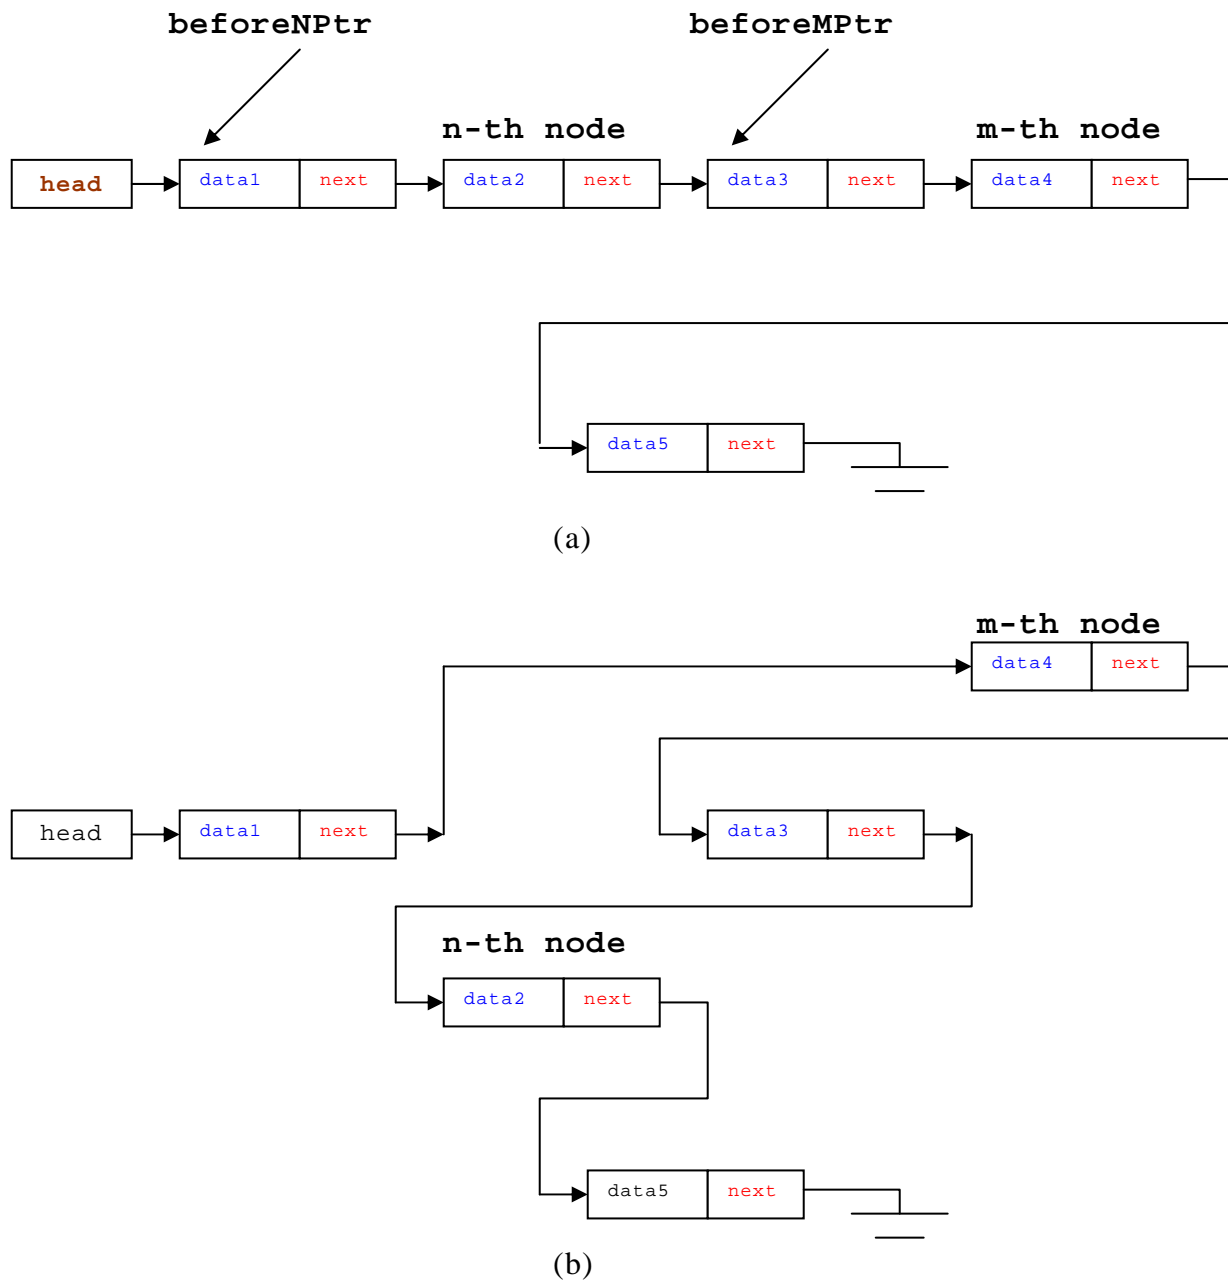 beforeNPtr beforeMPtr
n-th node m-th node
head data1 next data2 next data3 next data4 next
data5 next
(a)
m-th node
data4 next
head data1 next data3 next
n-th node
data2 next
data5 next
(b)